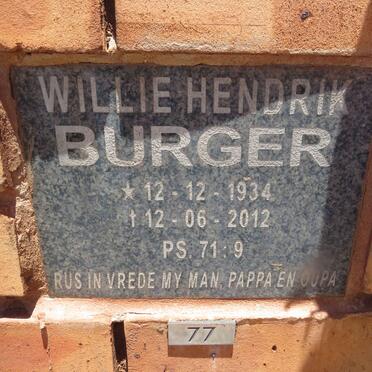 WILLIE HENDRIK
BURGER
★ 12 - 12 - 1934
† 12 - 06 - 2012
PS. 71 : 9
RUS IN VREDE MY MAN, PAPPA EN OUPA
77